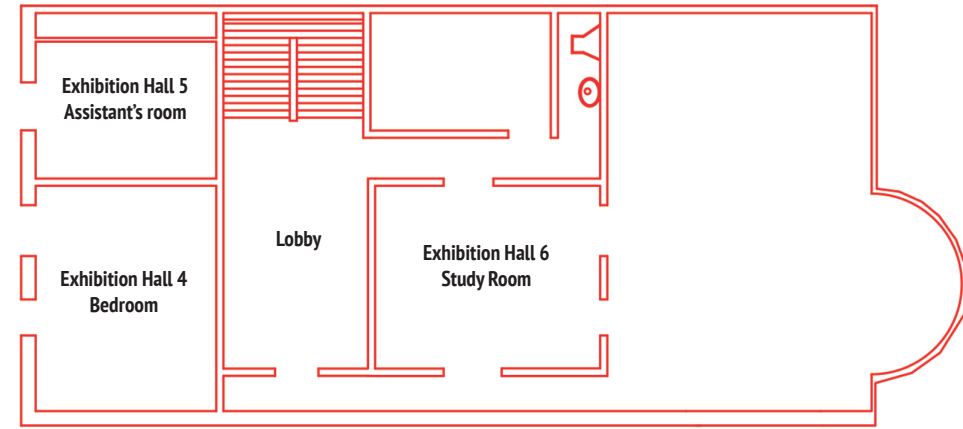 Exhibition Hall 5
Assistant's room
Lobby
Exhibition Hall 6
Study Room
Exhibition Hall 4
Bedroom